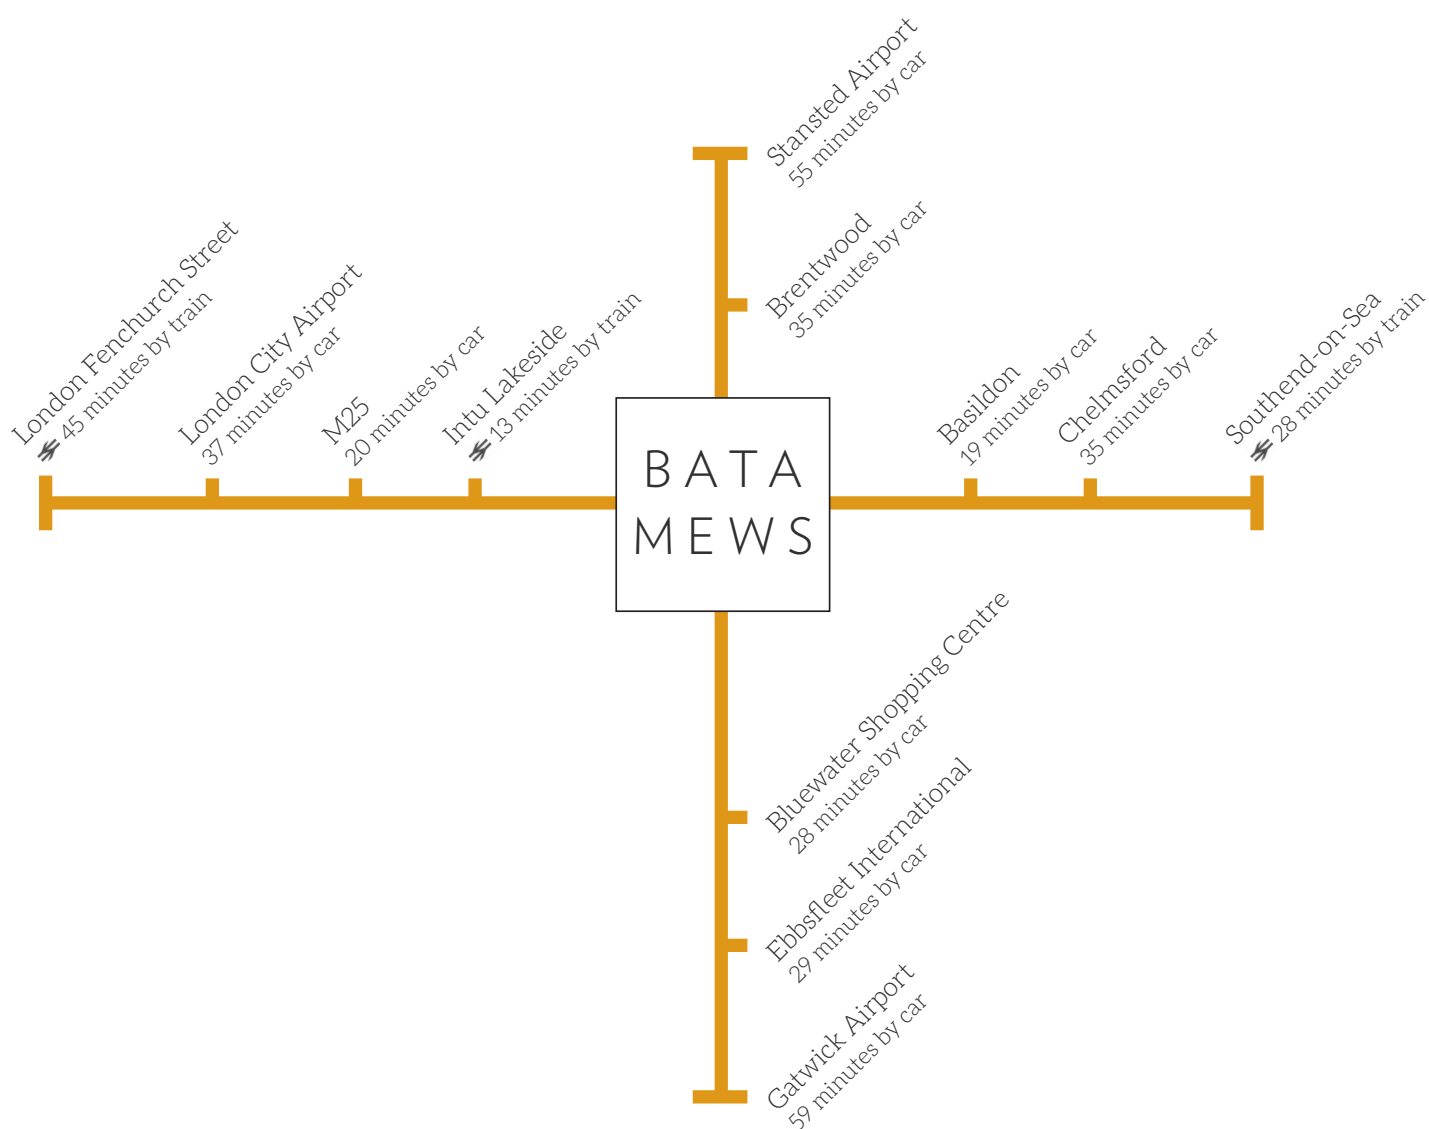 Stansted Airport
55 minutes by car
Brentwood
35 minutes by car
London Fenchurch Street
45 minutes by train
London City Airport
37 minutes by car
M25
20 minutes by car
Intu Lakeside
13 minutes by train
BATA
MEWS
Basildon
19 minutes by car
Chelmsford
35 minutes by car
Southend-on-Sea
28 minutes by train
Bluewater Shopping Centre
28 minutes by car
Ebbsfleet International
29 minutes by car
Gatwick Airport
59 minutes by car